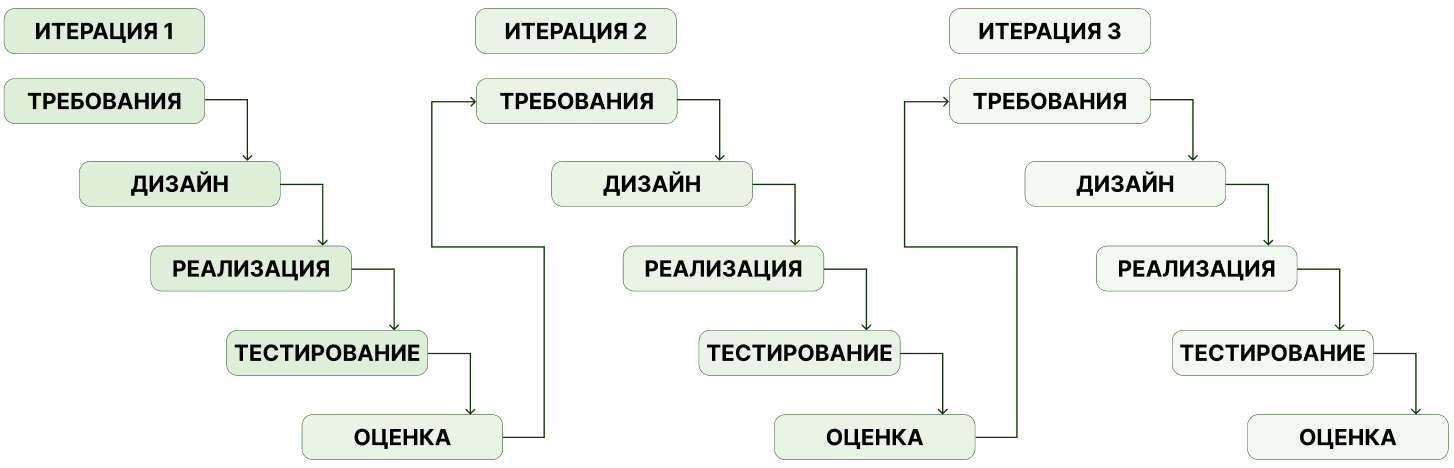 ИТЕРАЦИЯ 1
ТРЕБОВАНИЯ
ДИЗАЙН
РЕАЛИЗАЦИЯ
ТЕСТИРОВАНИЕ
ОЦЕНКА
ИТЕРАЦИЯ 2
ТРЕБОВАНИЯ
ДИЗАЙН
РЕАЛИЗАЦИЯ
ТЕСТИРОВАНИЕ
ОЦЕНКА
ИТЕРАЦИЯ 3
ТРЕБОВАНИЯ
ДИЗАЙН
РЕАЛИЗАЦИЯ
ТЕСТИРОВАНИЕ
ОЦЕНКА